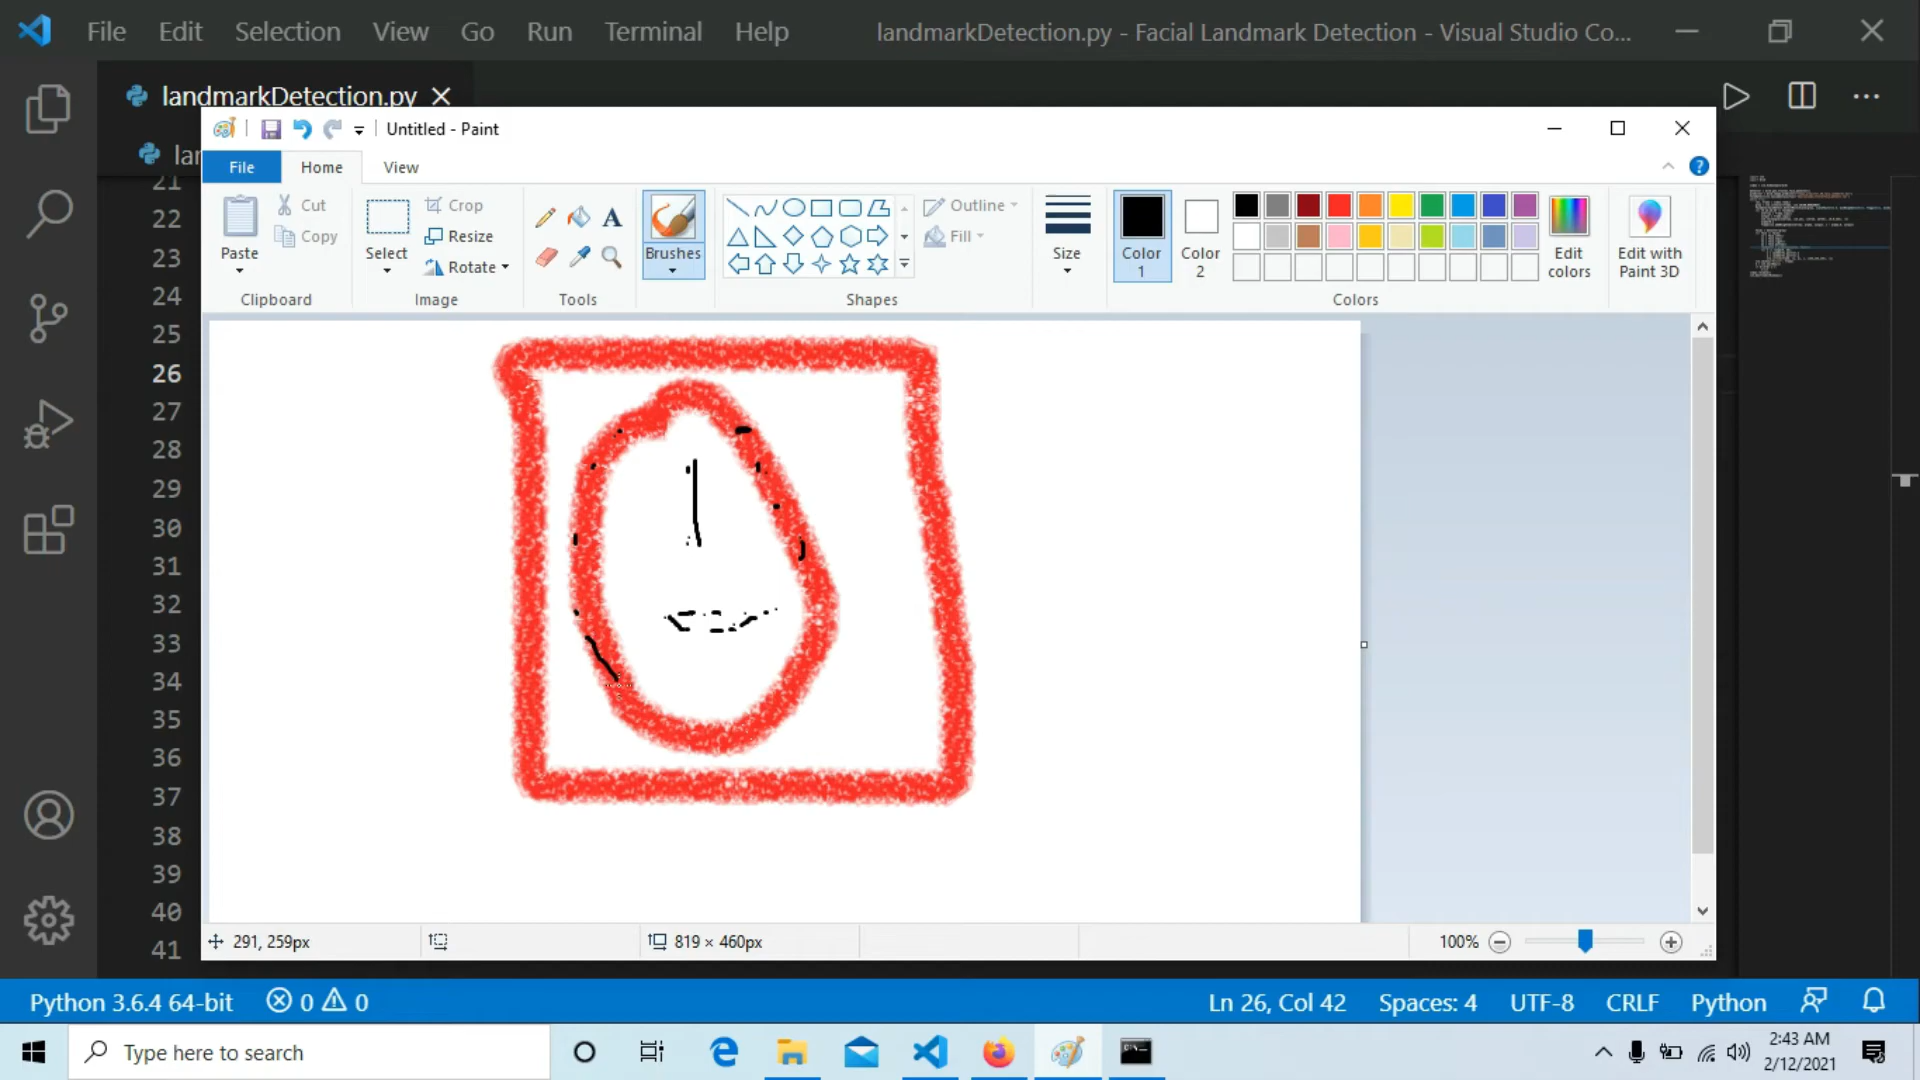 File Edit Selection View Go Run Terminal Help landmarkDetection.py - Facial Landmark Detection - Visual Studio Co...
landmarkDetection.py
Untitled - Paint
lan
File Home View
21
22
23
24
25
26
27
28
29
30
31
32
33
34
35
36
37
38
39
40
41
Paste Cut
Copy
Clipboard
Select Crop
Resize
Rotate
Image
A
Tools
Brushes
Shapes
Outline
Fill
Size
Color 1
Color 2
Edit colors
Colors
Edit with Paint 3D
291, 259px 819 × 460px 100%
Python 3.6.4 64-bit 0 0 Ln 26, Col 42 Spaces: 4 UTF-8 CRLF Python
Type here to search 2:43 AM
2/12/2021